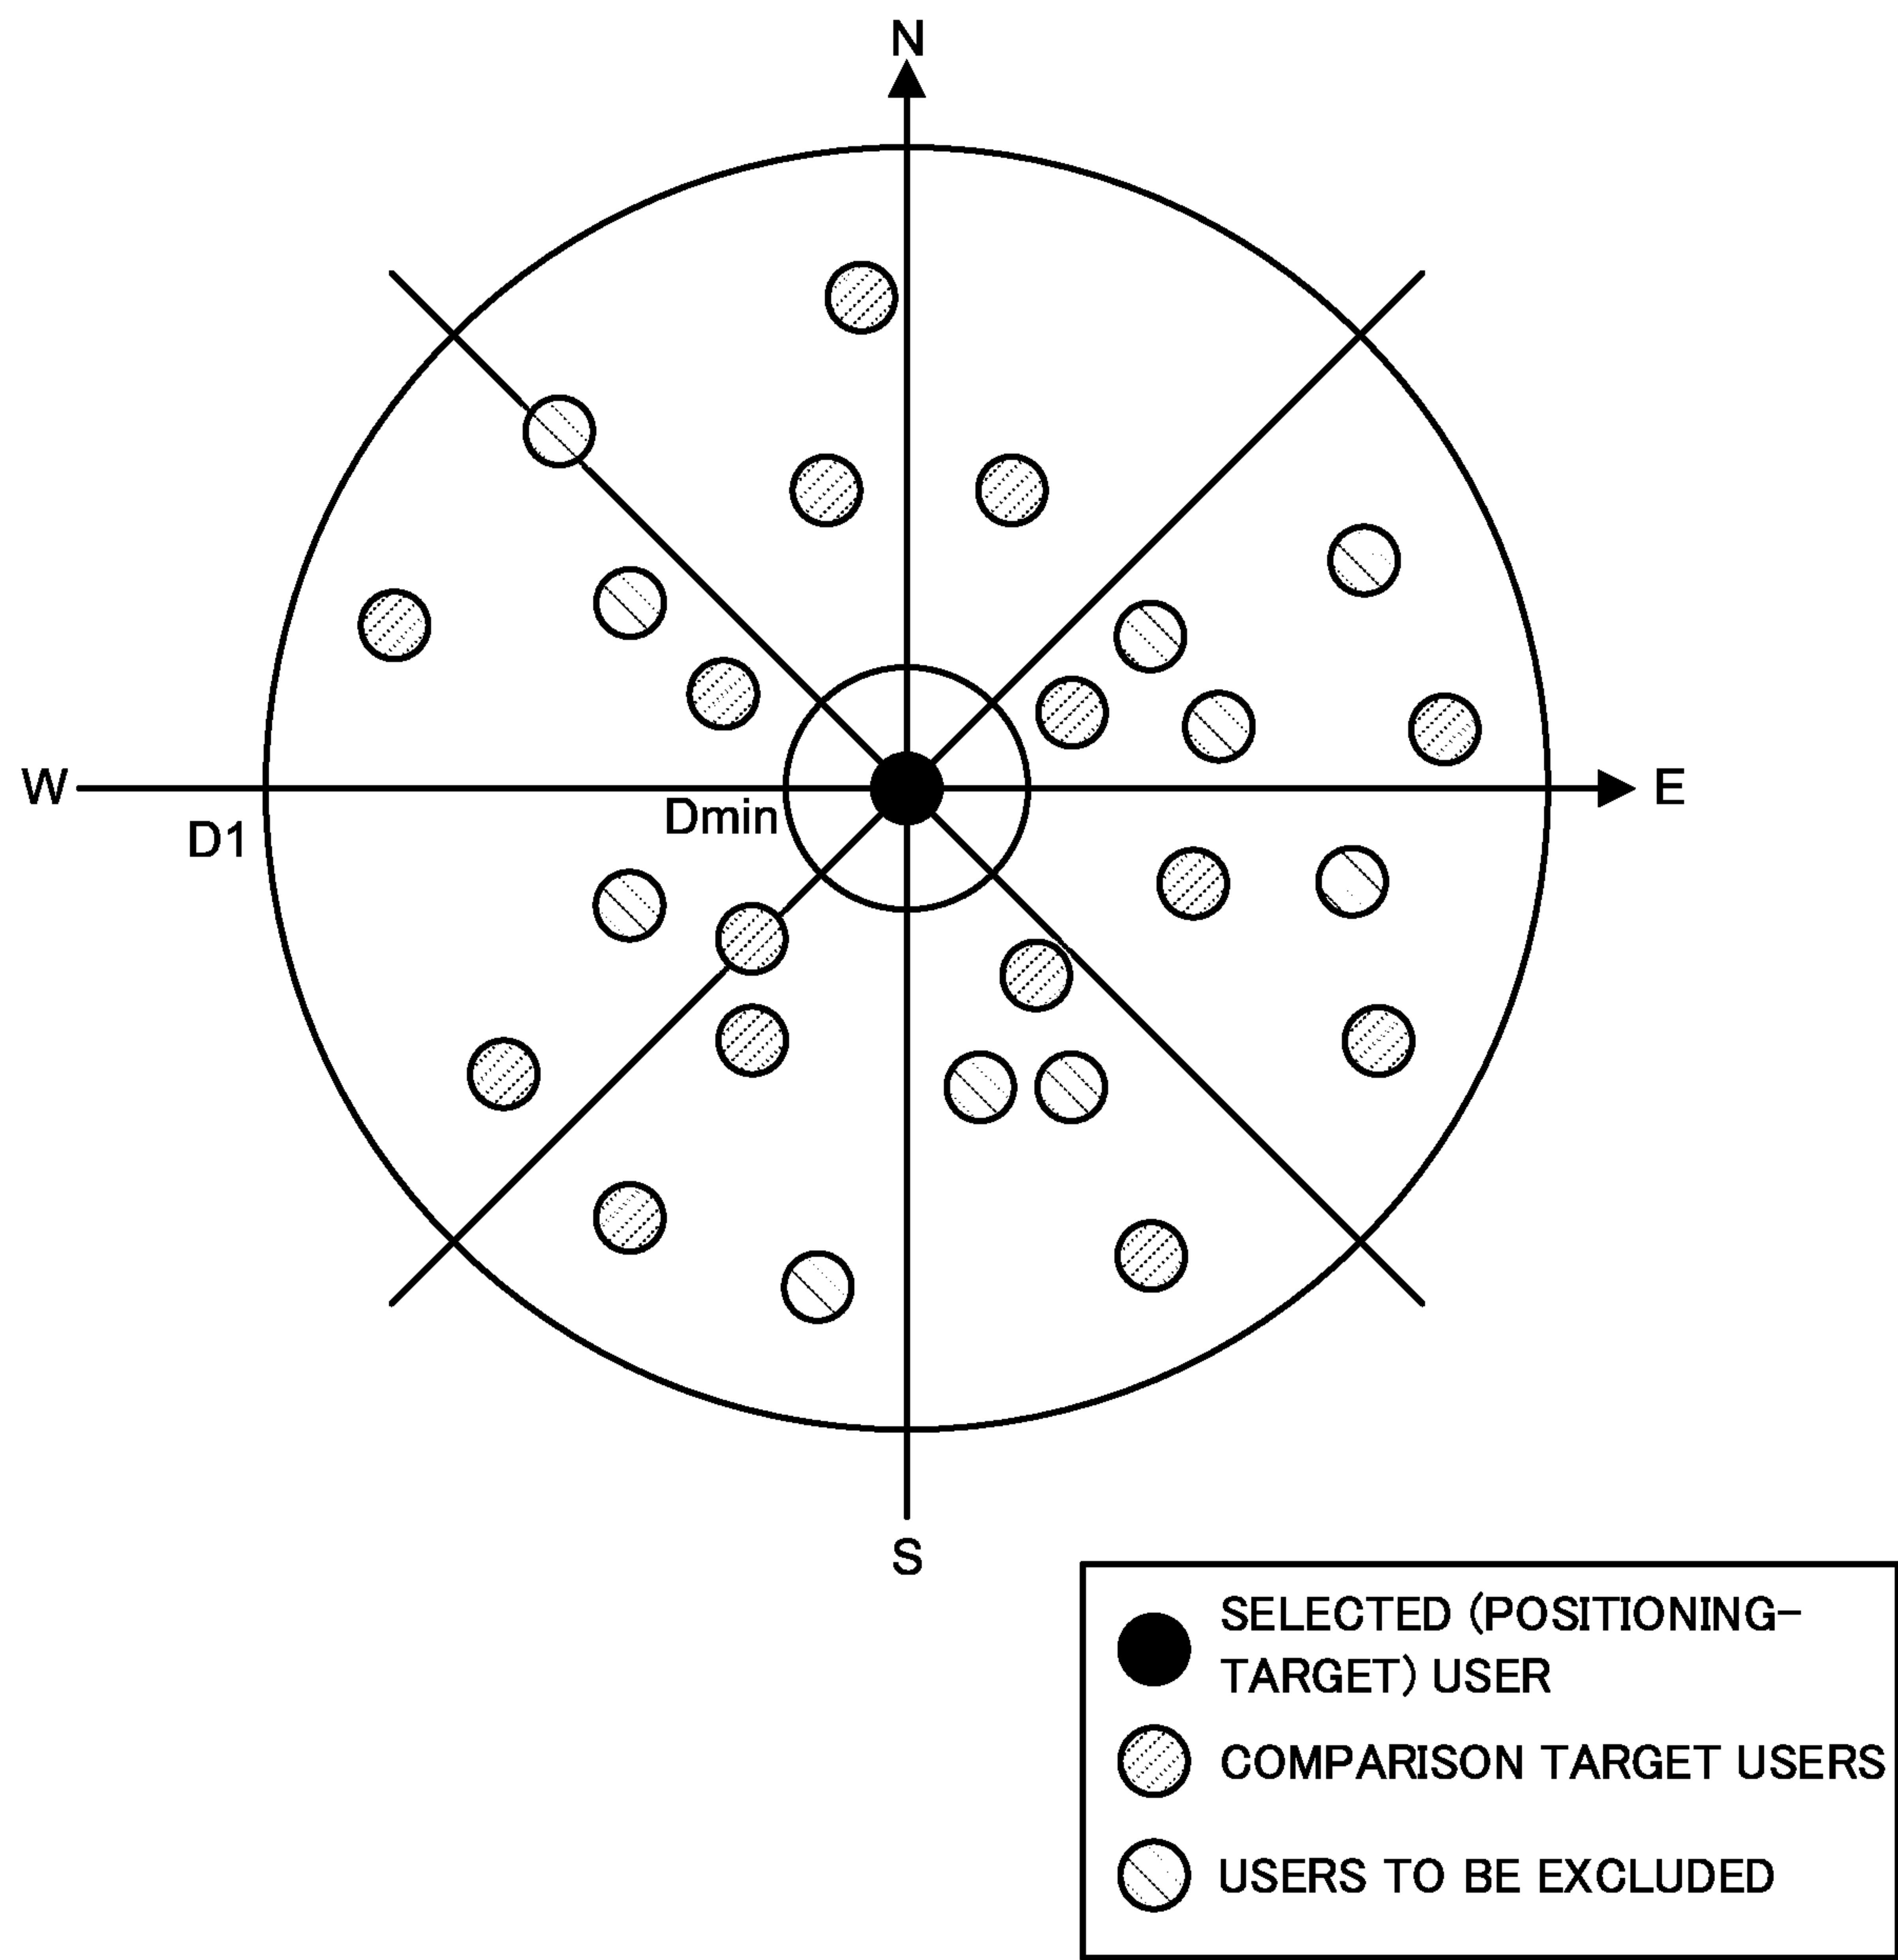 N
W
E
D1
Dmin
S
SELECTED (POSITIONING-
TARGET) USER
COMPARISON TARGET USERS
USERS TO BE EXCLUDED